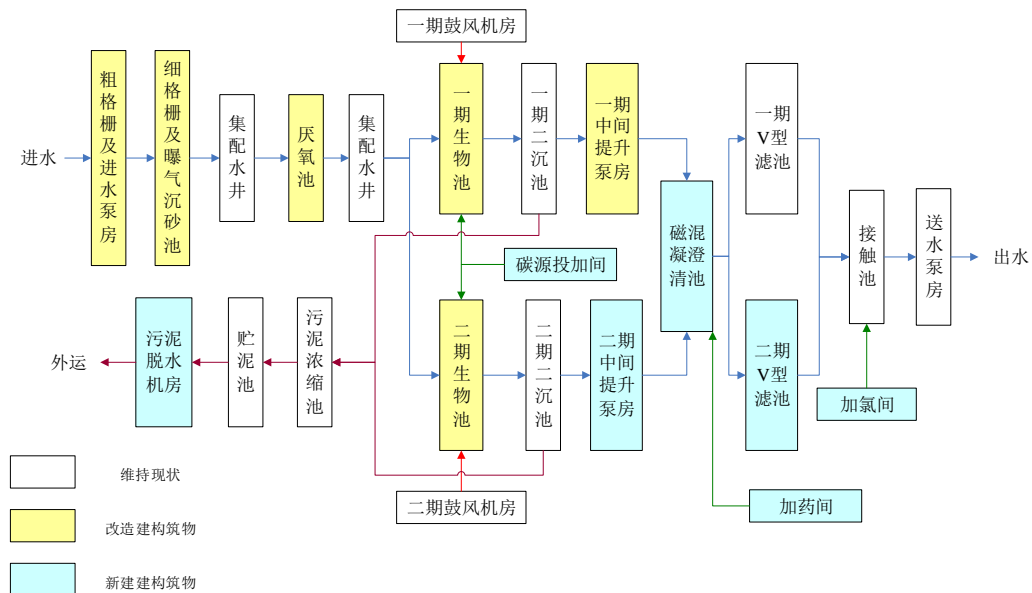 一期鼓风机房
进水
粗格栅及进水泵房
细格栅及曝气沉砂池
集配水井
厌氧池
集配水井
一期生物池
一期二沉池
一期
中间
提升
泵房
磁混
凝澄
清池
一期
V型
滤池
接触池
送水泵房
出水
碳源投加间
外运
污泥
脱水
机房
贮泥池
污泥浓缩池
二期生物池
二期二沉池
二期
中间
提升
泵房
二期
V型
滤池
加氯间
维持现状
二期鼓风机房
加药间
改造建构筑物
新建建构筑物